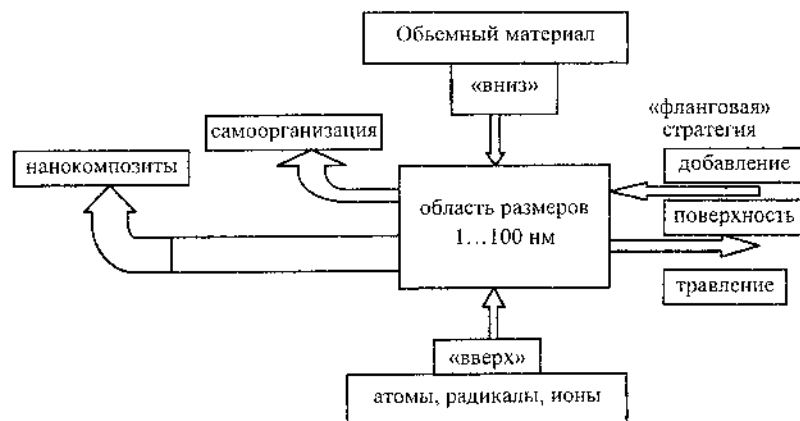 Обьемный материал
«вниз»
«фланговая»
стратегия
самоорганизация
нанокомпозиты
добавление
область размеров
1...100 нм
поверхность
травление
«вверх»
атомы, радикалы, ионы